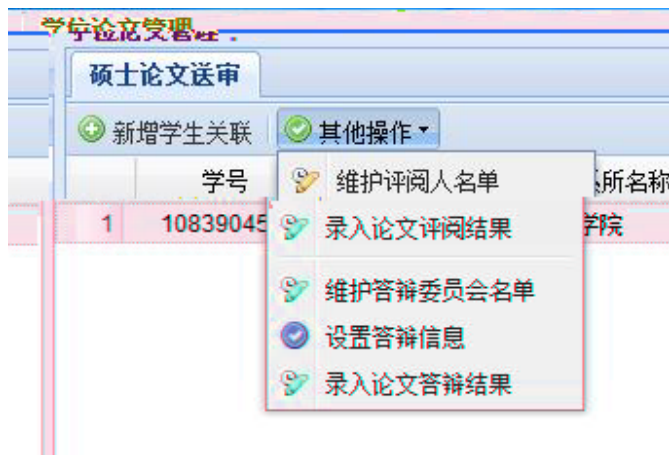 学位论文管理
硕士论文送审
新增学生关联 其他操作
学号 系所名称
1 10839045 学院
维护评阅人名单
录入论文评阅结果
维护答辩委员会名单
设置答辩信息
录入论文答辩结果